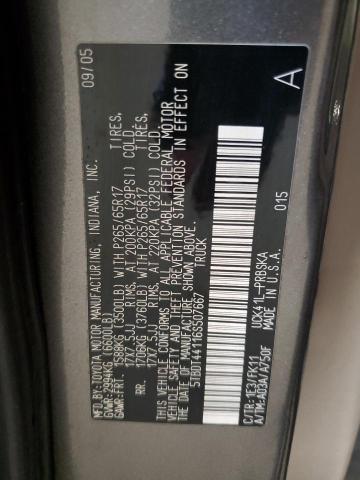 MFD.BY:TOYOTA MOTOR MANUFACTURING, INDIANA, INC. 09/05
GVWR:2994KG (6600LB)
GAWR:FRT. 1588KG (3500LB) WITH P265/65R17 TIRES,
17X7.5JJ RIMS, AT 200KPA (29PSI) COLD.
RR. 1706KG (3760LB) WITH P265/65R17 TIRES,
17X7.5JJ RIMS, AT 220KPA (32PSI) COLD.
THIS VEHICLE CONFORMS TO ALL APPLICABLE FEDERAL MOTOR
VEHICLE SAFETY AND THEFT PREVENTION STANDARDS IN EFFECT ON
THE DATE OF MANUFACTURE SHOWN ABOVE.
5TBDT44116S507667 TRUCK
015 A
C/TR:1E3/FK11 UCK41L-PRBSKA
A/TM:A03A/A750F MADE IN U.S.A.